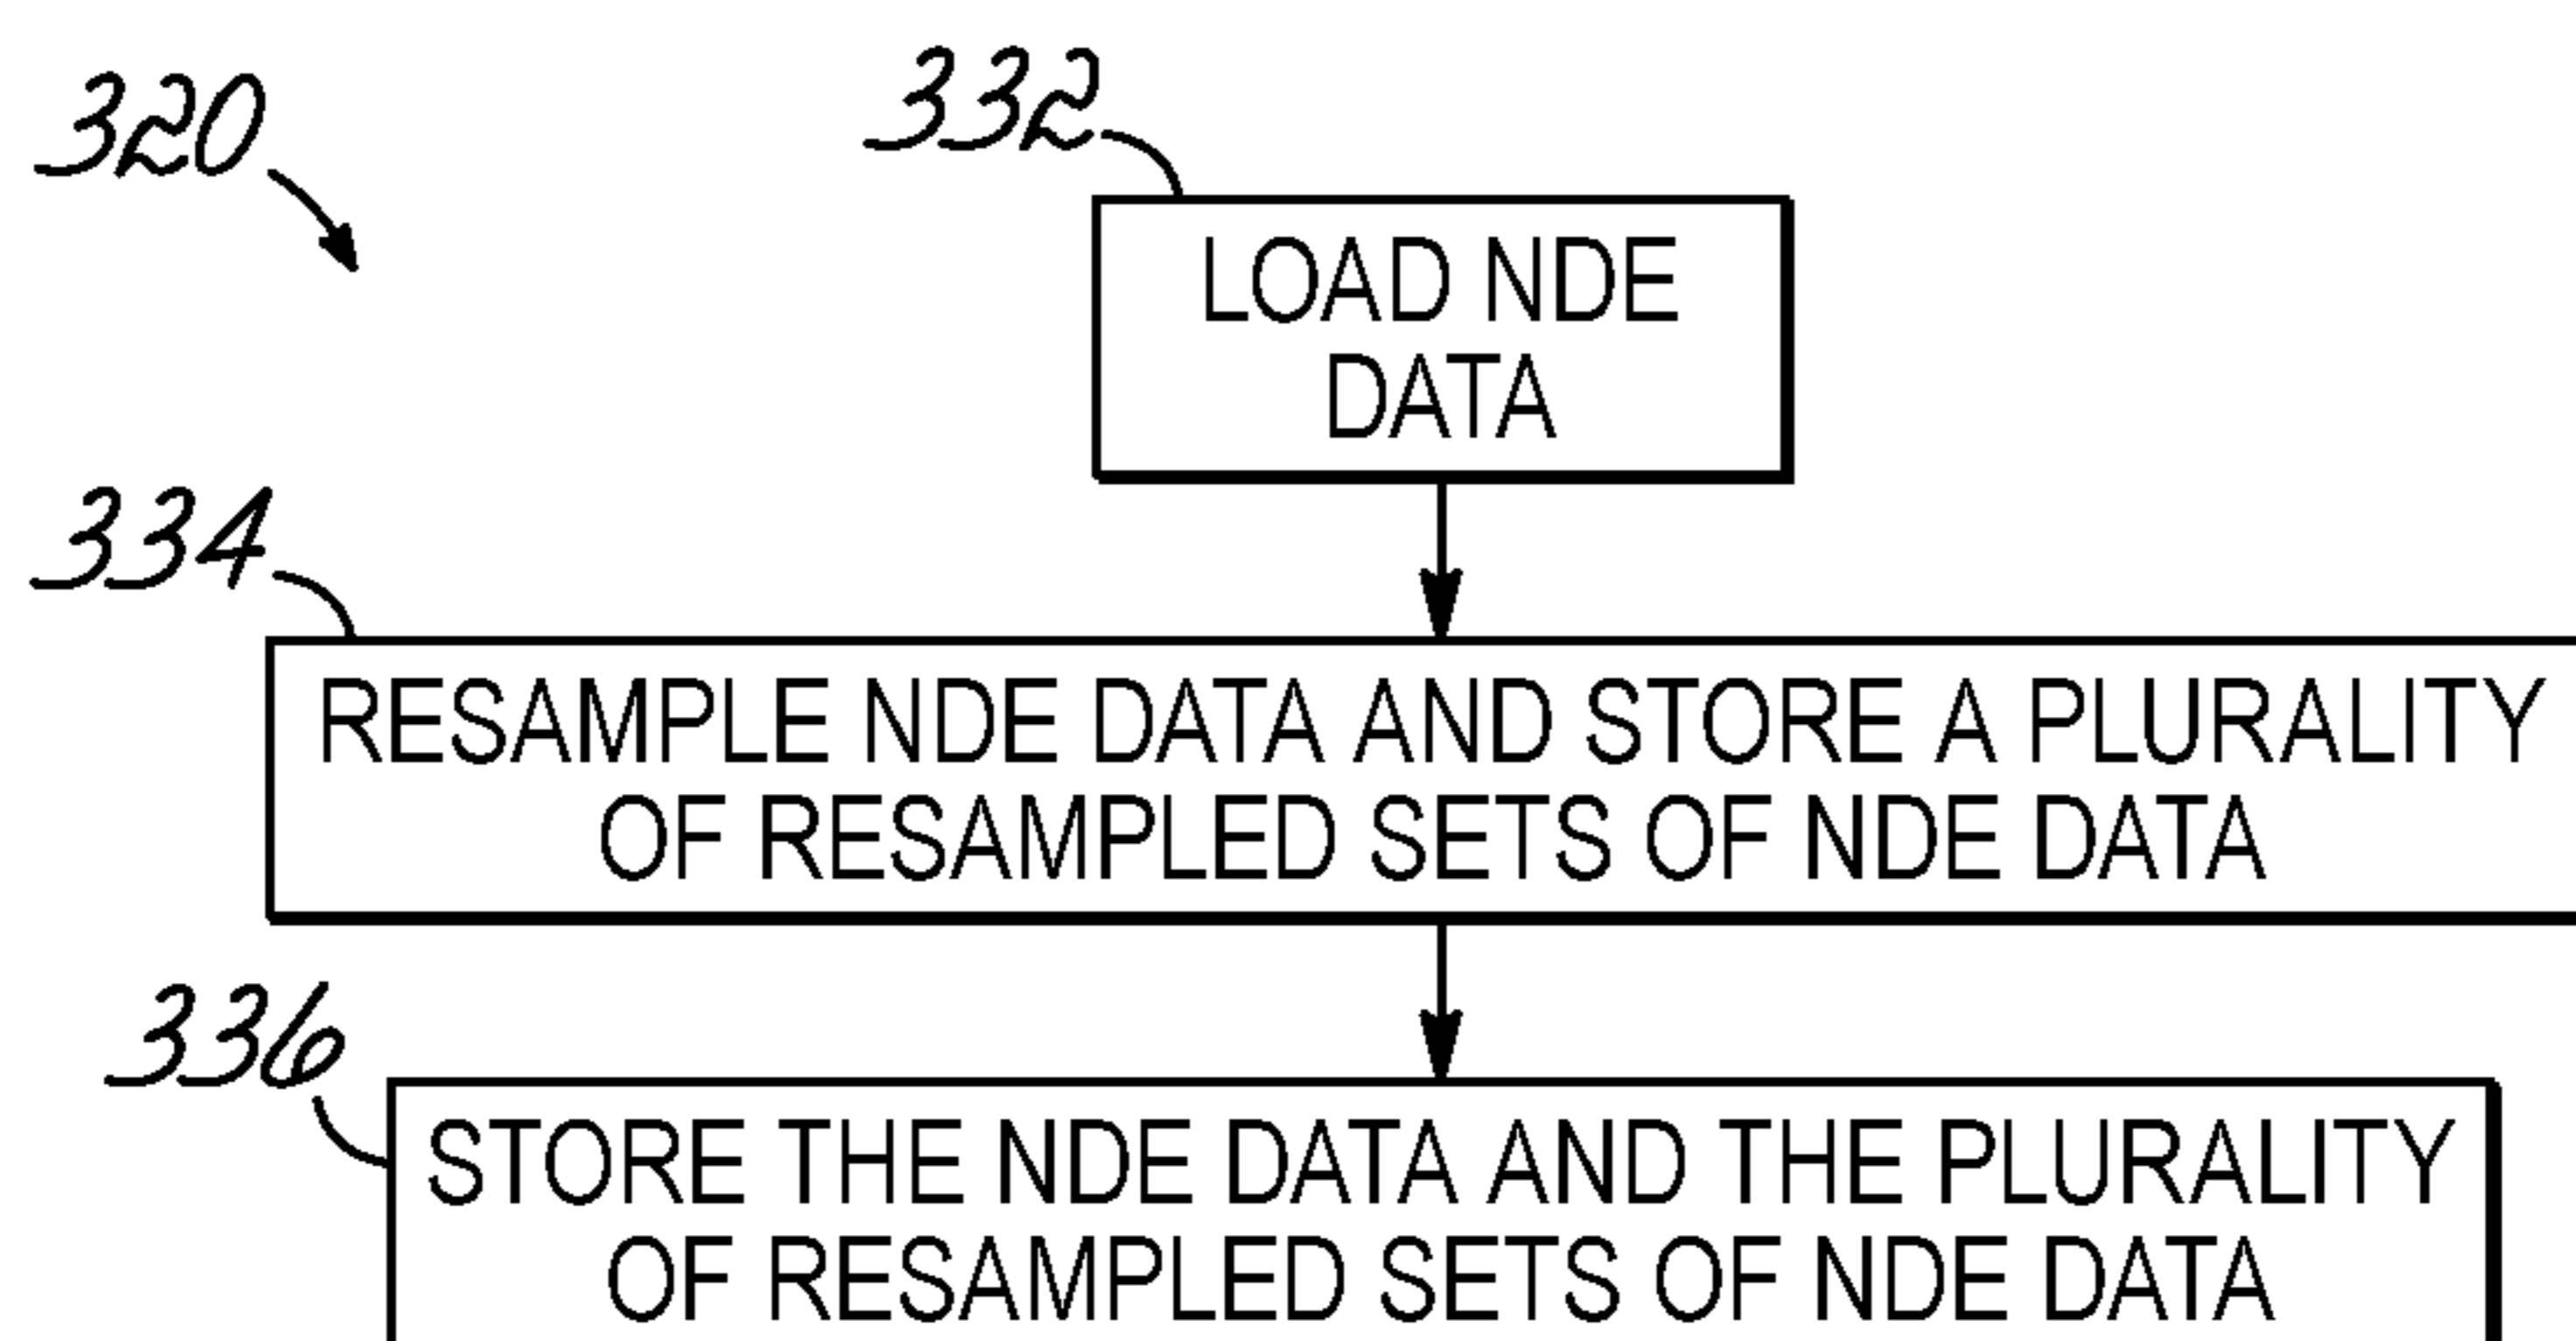 320
332
LOAD NDE
DATA
334
RESAMPLE NDE DATA AND STORE A PLURALITY
OF RESAMPLED SETS OF NDE DATA
336
STORE THE NDE DATA AND THE PLURALITY
OF RESAMPLED SETS OF NDE DATA